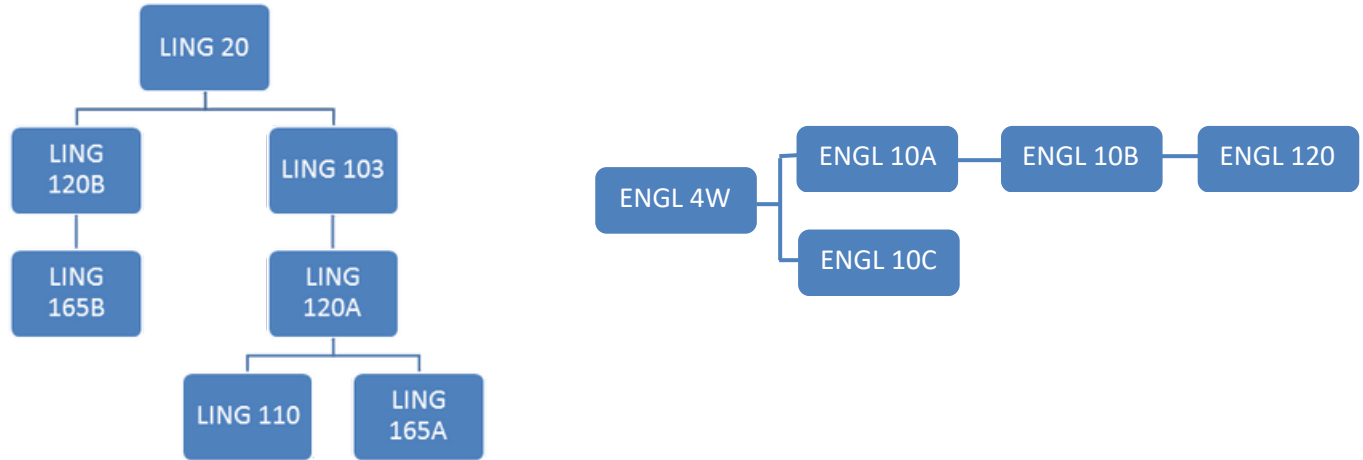 LING 20
LING
120B
LING 103
LING
165B
LING
120A
LING 110
LING
165A
ENGL 4W
ENGL 10A
ENGL 10B
ENGL 120
ENGL 10C